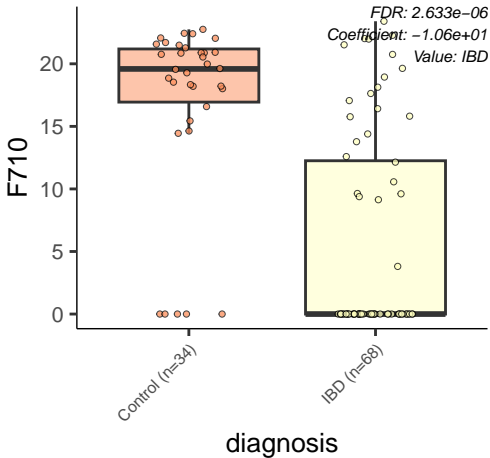 FDR: 2.633e−06
Coefficient: −1.06e+01
Value: IBD
20
15
10
5
0
F710
Control (n=34)
IBD (n=68)
diagnosis